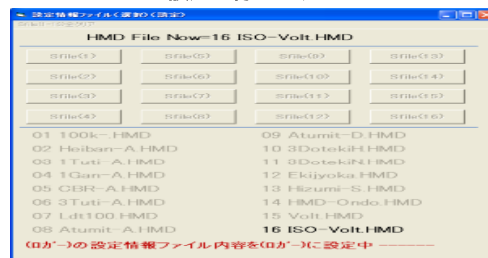 設定情報ファイル<選択><設定>
HMD File Now=16 ISO-Volt.HMD
Sfile(1) Sfile(5) Sfile(9) Sfile(13)
Sfile(2) Sfile(6) Sfile(10) Sfile(14)
Sfile(3) Sfile(7) Sfile(11) Sfile(15)
Sfile(4) Sfile(8) Sfile(12) Sfile(16)
01 100k-.HMD 09 Atumit-D.HMD
02 Heiban-A.HMD 10 3DotekiH.HMD
03 1Tuti-A.HMD 11 3DotekiN.HMD
04 1Gan-A.HMD 12 Ekijyoka.HMD
05 CBR-A.HMD 13 Hizumi-S.HMD
06 3Tuti-A.HMD 14 HMD-Ondo.HMD
07 Ldt100.HMD 15 Volt.HMD
08 Atumit-A.HMD 16 ISO-Volt.HMD
(ﾛｶﾞｰ)の設定情報ファイル内容を(ﾛｶﾞｰ)に設定中 ------